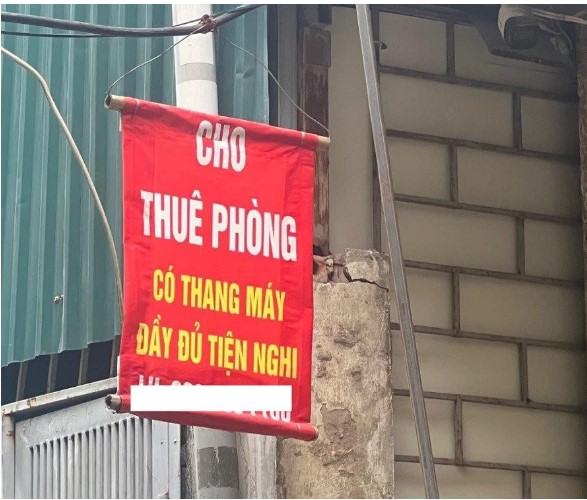 CHO
THUÊ PHÒNG
CÓ THANG MÁY
ĐẦY ĐỦ TIỆN NGHI